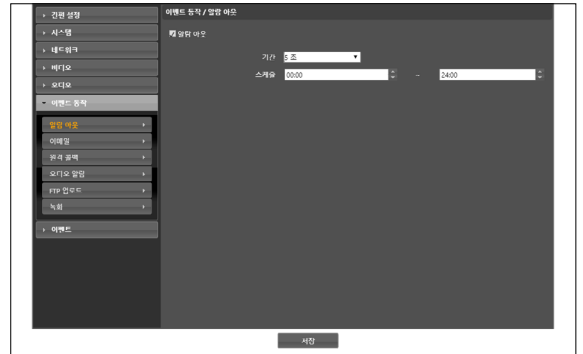 간편 설정
시스템
네트워크
비디오
오디오
이벤트 동작
알람 아웃
이메일
원격 콜백
오디오 알람
FTP 업로드
녹화
이벤트
이벤트 동작 / 알람 아웃
알람 아웃
기간 5 초
스케줄 00:00 - 24:00
저장